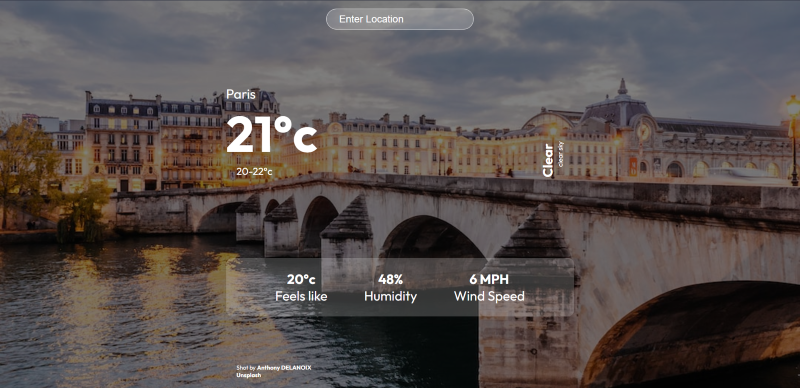 Enter Location
Paris
21°c
20-22°c
Clear
clear sky
20°c
Feels like
48%
Humidity
6 MPH
Wind Speed
Shot by Anthony DELANOIX
Unsplash